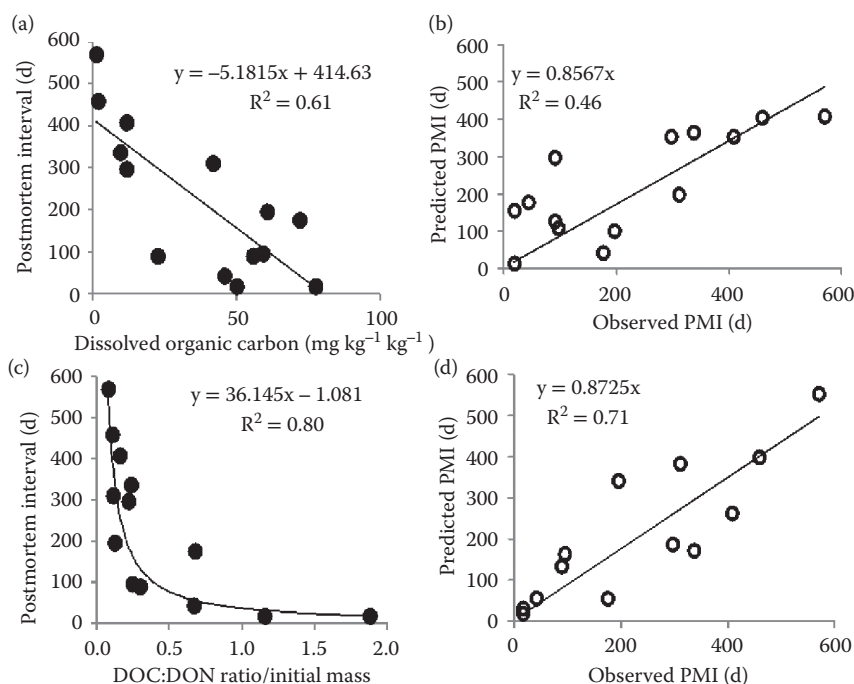 (a)
600
500
400
300
200
100
0
Postmortem interval (d)
y = –5.1815x + 414.63
R² = 0.61
0 50 100
Dissolved organic carbon (mg kg⁻¹ kg⁻¹ )
(b)
600
500
400
300
200
100
0
Predicted PMI (d)
y = 0.8567x
R² = 0.46
0 200 400 600
Observed PMI (d)
(c)
600
500
400
300
200
100
0
Postmortem interval (d)
y = 36.145x – 1.081
R² = 0.80
0.0 0.5 1.0 1.5 2.0
DOC:DON ratio/initial mass
(d)
600
500
400
300
200
100
0
Predicted PMI (d)
y = 0.8725x
R² = 0.71
0 200 400 600
Observed PMI (d)